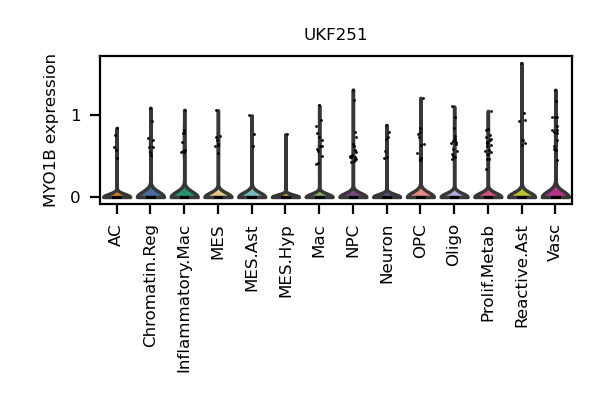 UKF251
MYO1B expression
1
0
AC
Chromatin.Reg
Inflammatory.Mac
MES
MES.Ast
MES.Hyp
Mac
NPC
Neuron
OPC
Oligo
Prolif.Metab
Reactive.Ast
Vasc